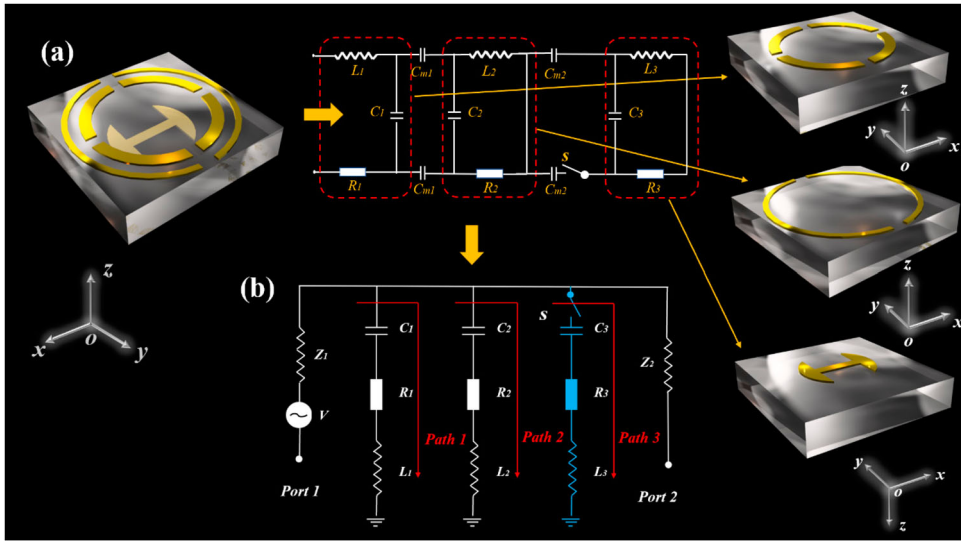 (a)
L1
Cm1
L2
Cm2
L3
C1
C2
C3
S
R1
Cm1
R2
Cm2
R3
z
y
x
o
z
x
o
y
z
y
x
o
(b)
Z1
V
Port 1
C1
R1
L1
Path 1
C2
R2
L2
Path 2
S
C3
R3
L3
Path 3
Z2
Port 2
y
x
o
z